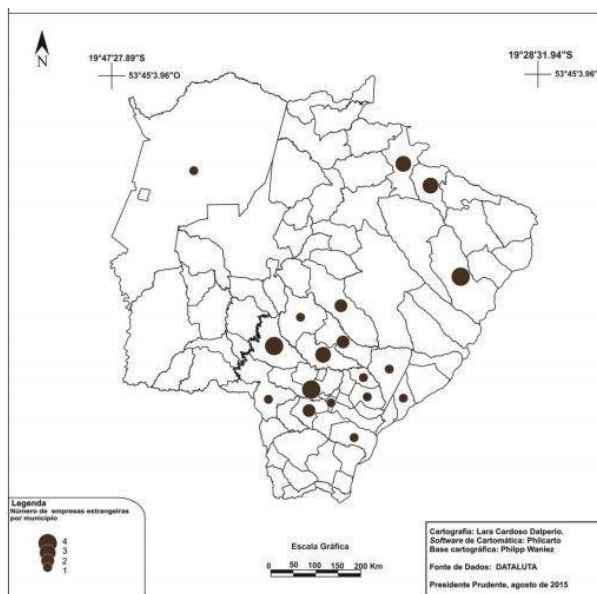 N
19°47'27.89"S
53°45'3.96"O
19°28'31.94"S
53°45'3.96"
Legenda
Número de empresas estrangeiras
por município
4
3
2
1
Escala Gráfica
0 50 100 150 200 Km
Cartografia: Lara Cardoso Dalperio.
Software de Cartomática: Philcarto
Base cartográfica: Philpp Waniez
Fonte de Dados: DATALUTA
Presidente Prudente, agosto de 2015